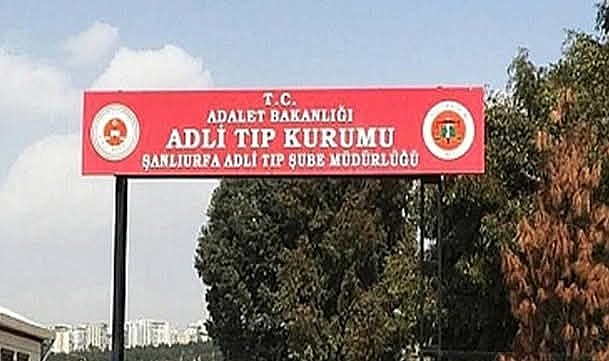 T.C.
ADALET BAKANLIĞI
ADLİ TIP KURUMU
ŞANLIURFA ADLİ TIP ŞUBE MÜDÜRLÜĞÜ